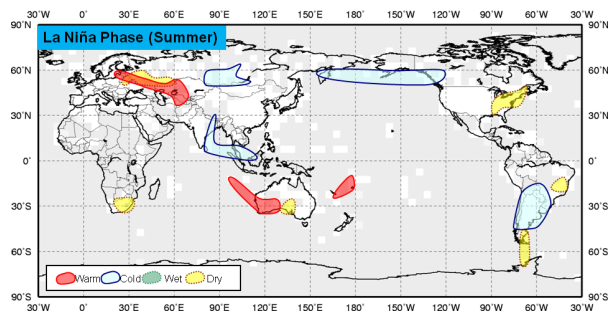 30°W 0° 30°E 60°E 90°E 120°E 150°E 180° 150°W 120°W 90°W 60°W 30°W
90°N 90°N
La Niña Phase (Summer)
60°N 60°N
30°N 30°N
0° 0°
30°S 30°S
60°S 60°S
Warm Cold Wet Dry
90°S 90°S
30°W 0° 30°E 60°E 90°E 120°E 150°E 180° 150°W 120°W 90°W 60°W 30°W